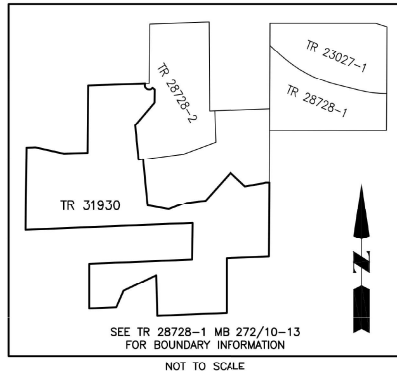 TR 23027-1
TR 28728-1
TR 28728-2
TR 31930
N
SEE TR 28728-1 MB 272/10-13
FOR BOUNDARY INFORMATION
NOT TO SCALE